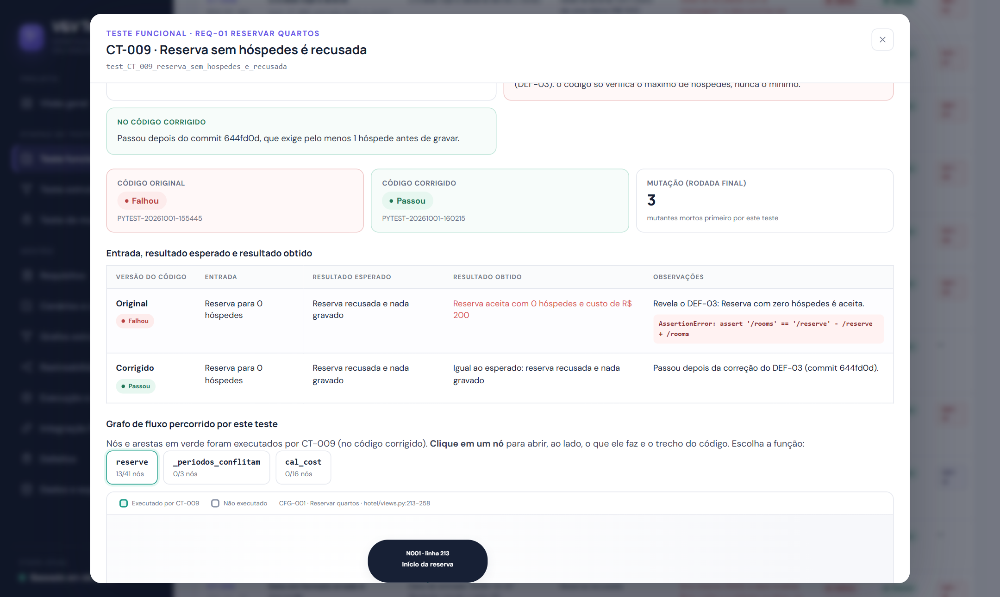 TESTE FUNCIONAL · REQ-01 RESERVAR QUARTOS
CT-009 · Reserva sem hóspedes é recusada
test_CT_009_reserva_sem_hospedes_e_recusada
(DEF-03): o código só verifica o máximo de hóspedes, nunca o mínimo.
NO CÓDIGO CORRIGIDO
Passou depois do commit 644fd0d, que exige pelo menos 1 hóspede antes de gravar.
CÓDIGO ORIGINAL
Falhou
PYTEST-20261001-155445
CÓDIGO CORRIGIDO
Passou
PYTEST-20261001-160215
MUTAÇÃO (RODADA FINAL)
3
mutantes mortos primeiro por este teste
Entrada, resultado esperado e resultado obtido
VERSÃO DO CÓDIGO ENTRADA RESULTADO ESPERADO RESULTADO OBTIDO OBSERVAÇÕES
Original
Falhou
Reserva para 0
hóspedes
Reserva recusada e nada
gravado
Reserva aceita com 0 hóspedes e custo de R$
200
Revela o DEF-03: Reserva com zero hóspedes é aceita.
AssertionError: assert '/rooms' == '/reserve' - /reserve
+ /rooms
Corrigido
Passou
Reserva para 0
hóspedes
Reserva recusada e nada
gravado
Igual ao esperado: reserva recusada e nada
gravado
Passou depois da correção do DEF-03 (commit 644fd0d).
Grafo de fluxo percorrido por este teste
Nós e arestas em verde foram executados por CT-009 (no código corrigido). Clique em um nó para abrir, ao lado, o que ele faz e o trecho do código. Escolha a função:
reserve
13/41 nós
_periodos_conflitam
0/3 nós
cal_cost
0/16 nós
Executado por CT-009
Não executado
CFG-001 · Reservar quartos · hotel/views.py:213-258
N001 · linha 213
Início da reserva